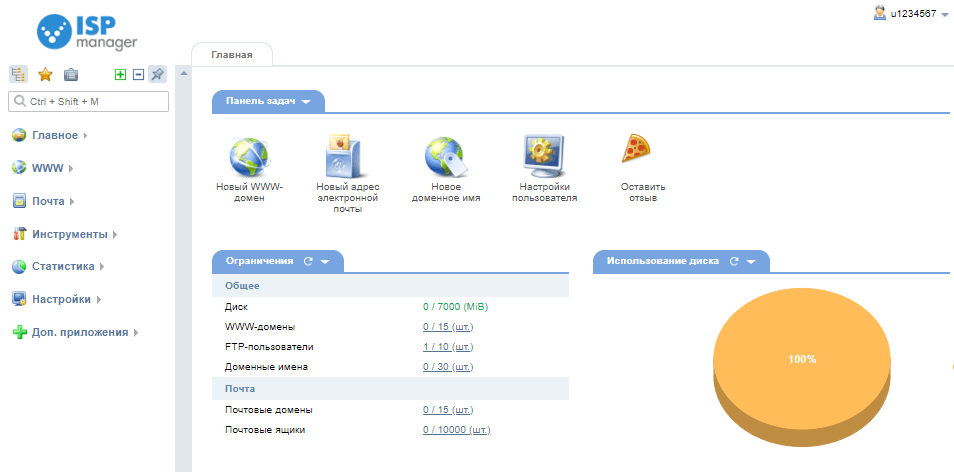 ISP
manager
u1234567
Главная
Ctrl + Shift + M
Главное
WWW
Почта
Инструменты
Статистика
Настройки
Доп. приложения
Панель задач
Новый WWW-
домен
Новый адрес
электронной
почты
Новое
доменное имя
Настройки
пользователя
Оставить
отзыв
Ограничения
Общее
Диск 0 / 7000 (MiB)
WWW-домены 0 / 15 (шт.)
FTP-пользователи 1 / 10 (шт.)
Доменные имена 0 / 30 (шт.)
Почта
Почтовые домены 0 / 15 (шт.)
Почтовые ящики 0 / 10000 (шт.)
Использование диска
100%